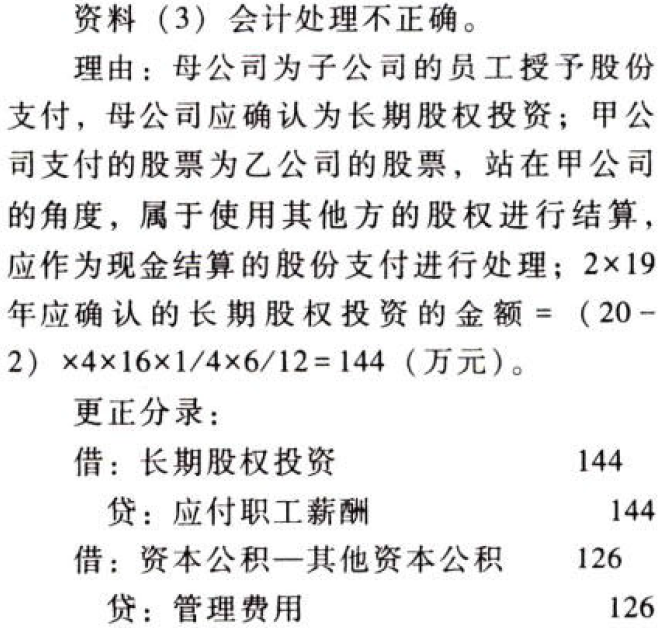 资料（3）会计处理不正确。
理由：母公司为子公司的员工授予股份
支付，母公司应确认为长期股权投资；甲公
司支付的股票为乙公司的股票，站在甲公司
的角度，属于使用其他方的股权进行结算，
应作为现金结算的股份支付进行处理；2×19
年应确认的长期股权投资的金额=（20-
2）×4×16×1/4×6/12=144（万元）。
更正分录：
借：长期股权投资 144
贷：应付职工薪酬 144
借：资本公积—其他资本公积 126
贷：管理费用 126